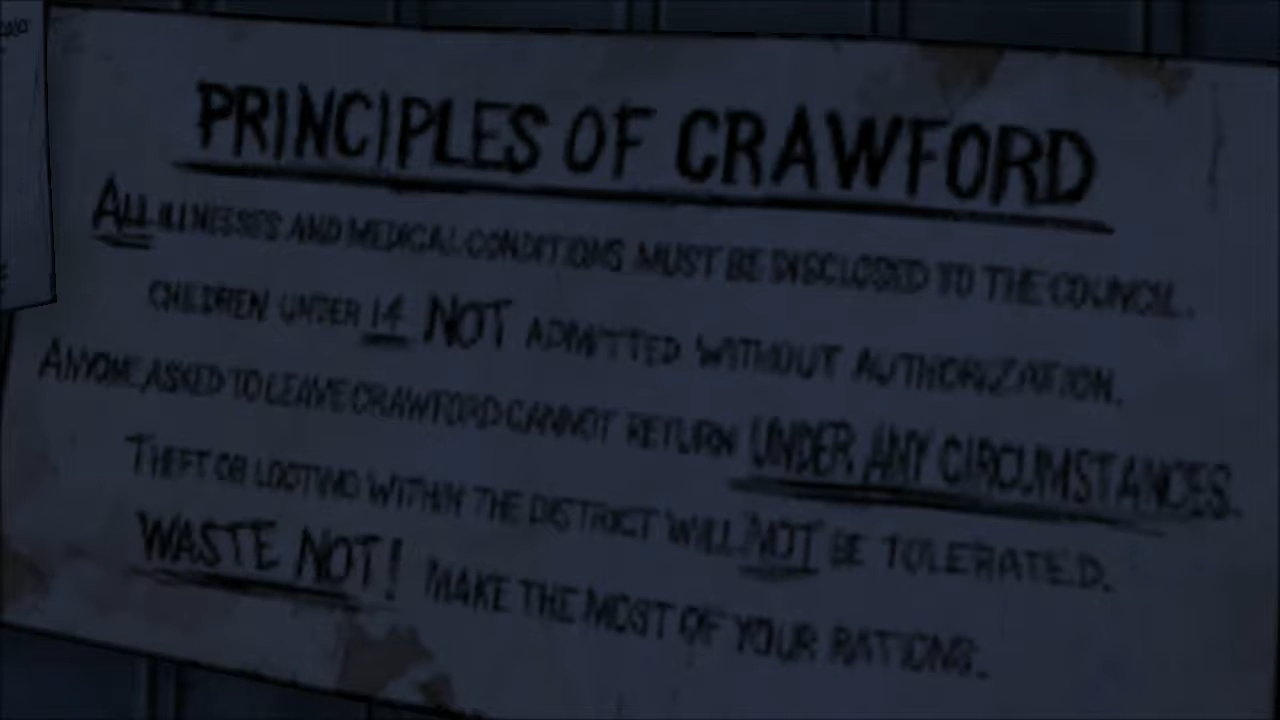 PRINCIPLES OF CRAWFORD
ALL ILLNESSES AND MEDICAL CONDITIONS MUST BE DISCLOSED TO THE COUNCIL.
CHILDREN UNDER 14 NOT ADMITTED WITHOUT AUTHORIZATION.
ANYONE ASKED TO LEAVE CRAWFORD CANNOT RETURN UNDER ANY CIRCUMSTANCES.
THEFT OR LOOTING WITHIN THE DISTRICT WILL NOT BE TOLERATED.
WASTE NOT! MAKE THE MOST OF YOUR RATIONS.